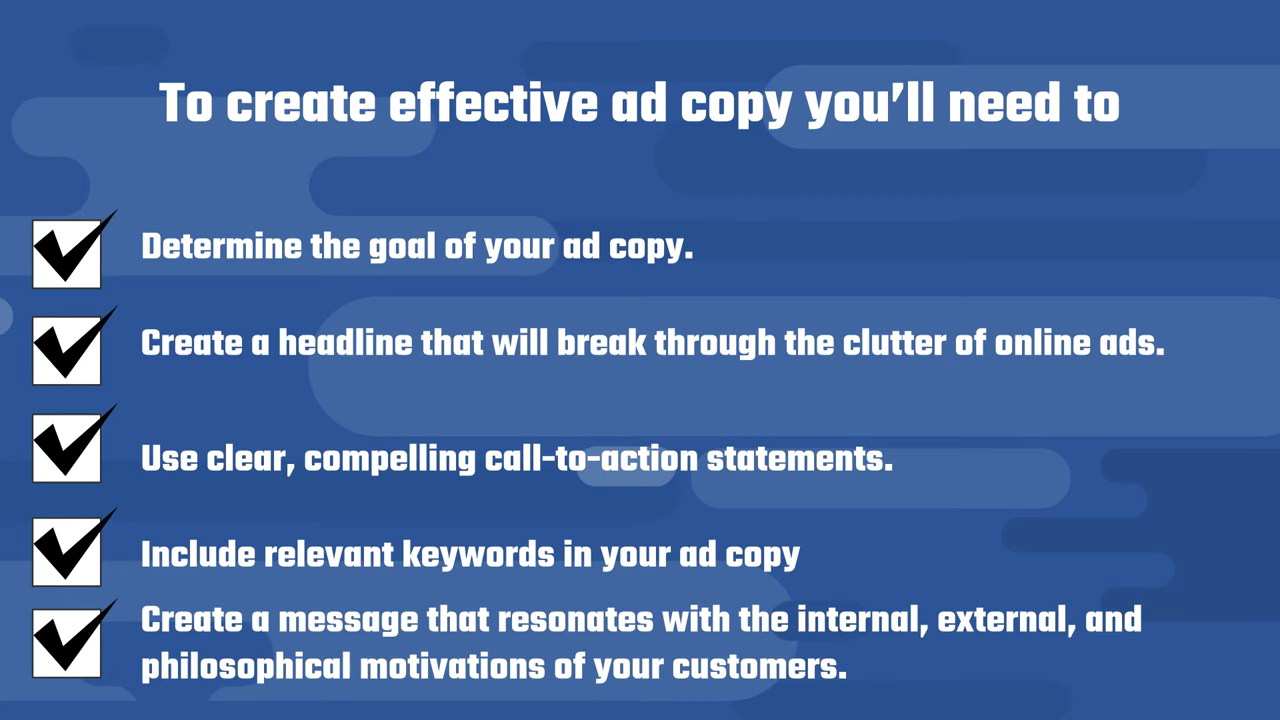 To create effective ad copy you'll need to
Determine the goal of your ad copy.
Create a headline that will break through the clutter of online ads.
Use clear, compelling call-to-action statements.
Include relevant keywords in your ad copy
Create a message that resonates with the internal, external, and
philosophical motivations of your customers.